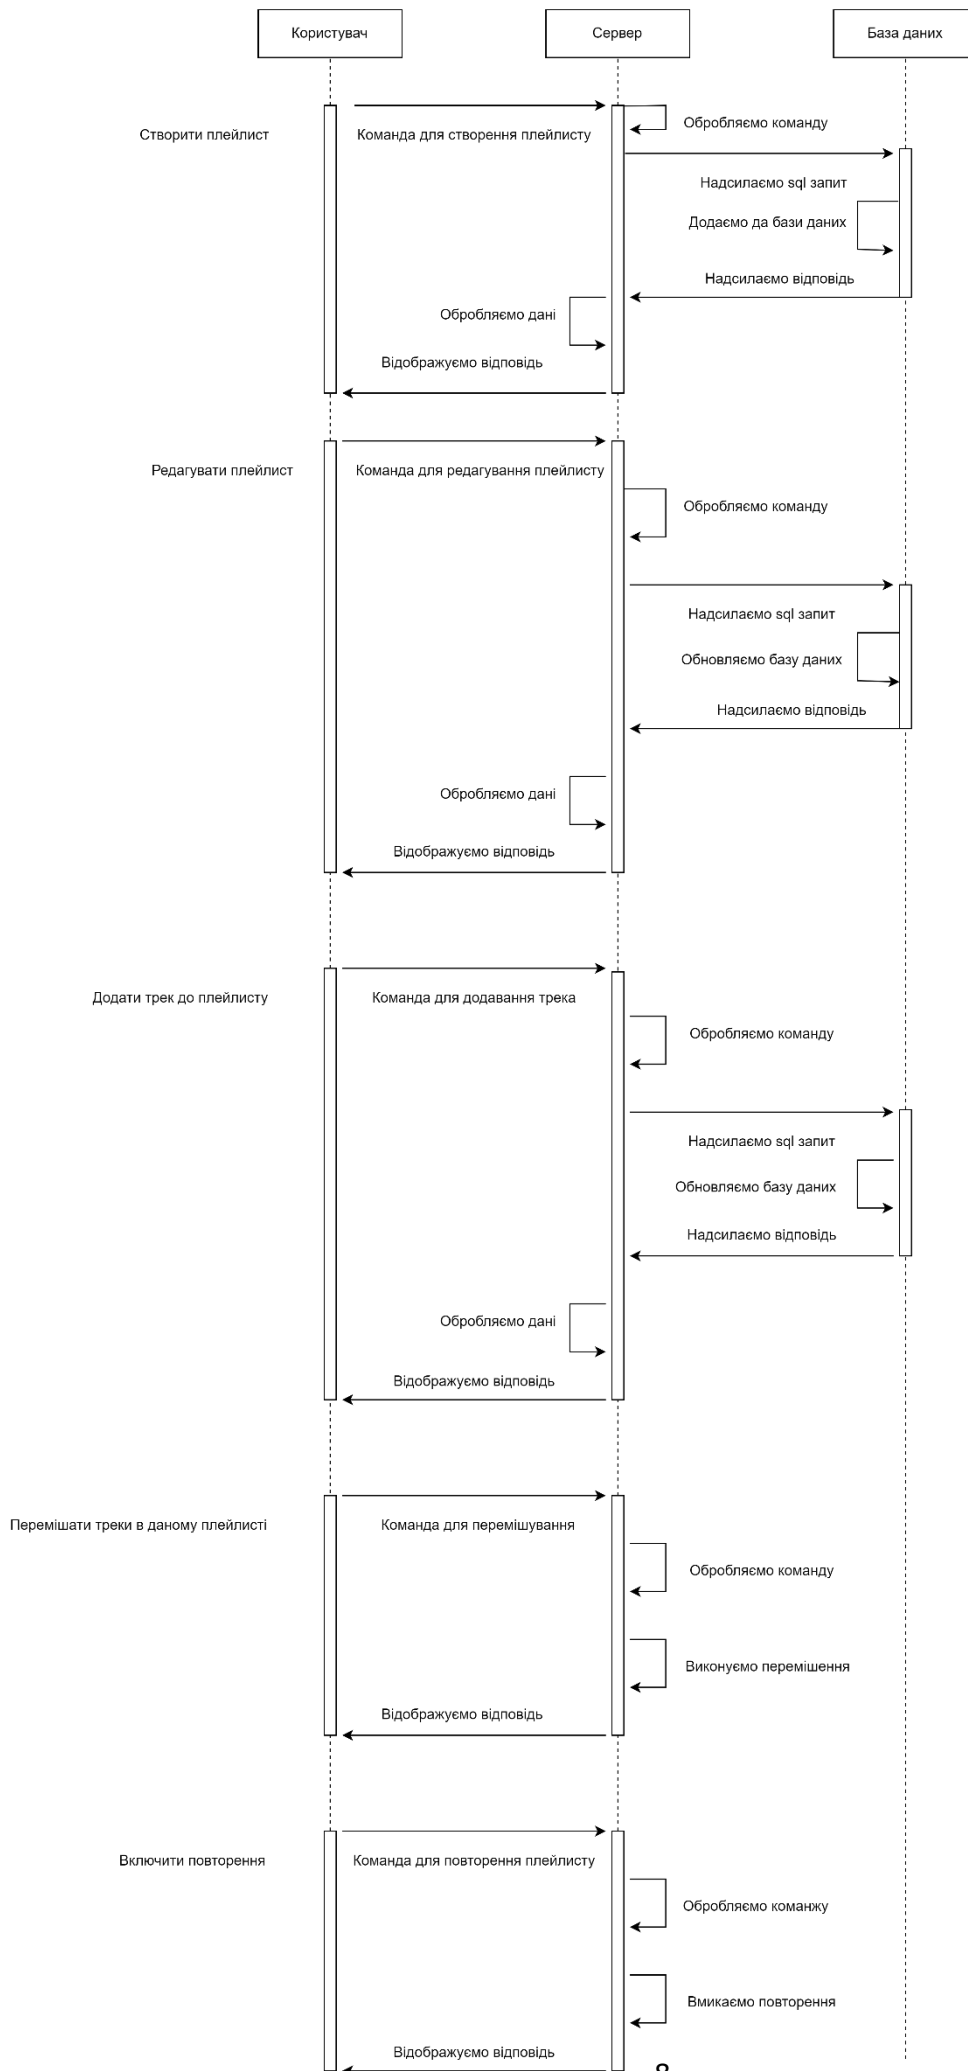 Користувач
Сервер
База даних
Створити плейлист
Команда для створення плейлисту
Обробляємо команду
Надсилаємо sql запит
Додаємо да бази даних
Надсилаємо відповідь
Обробляємо дані
Відображуємо відповідь
Редагувати плейлист
Команда для редагування плейлисту
Обробляємо команду
Надсилаємо sql запит
Обновляємо базу даних
Надсилаємо відповідь
Обробляємо дані
Відображуємо відповідь
Додати трек до плейлисту
Команда для додавання трека
Обробляємо команду
Надсилаємо sql запит
Обновляємо базу даних
Надсилаємо відповідь
Обробляємо дані
Відображуємо відповідь
Перемішати треки в даному плейлисті
Команда для перемішування
Обробляємо команду
Виконуємо перемішення
Відображуємо відповідь
Включити повторення
Команда для повторення плейлисту
Обробляємо команжу
Вмикаємо повторення
Відображуємо відповідь